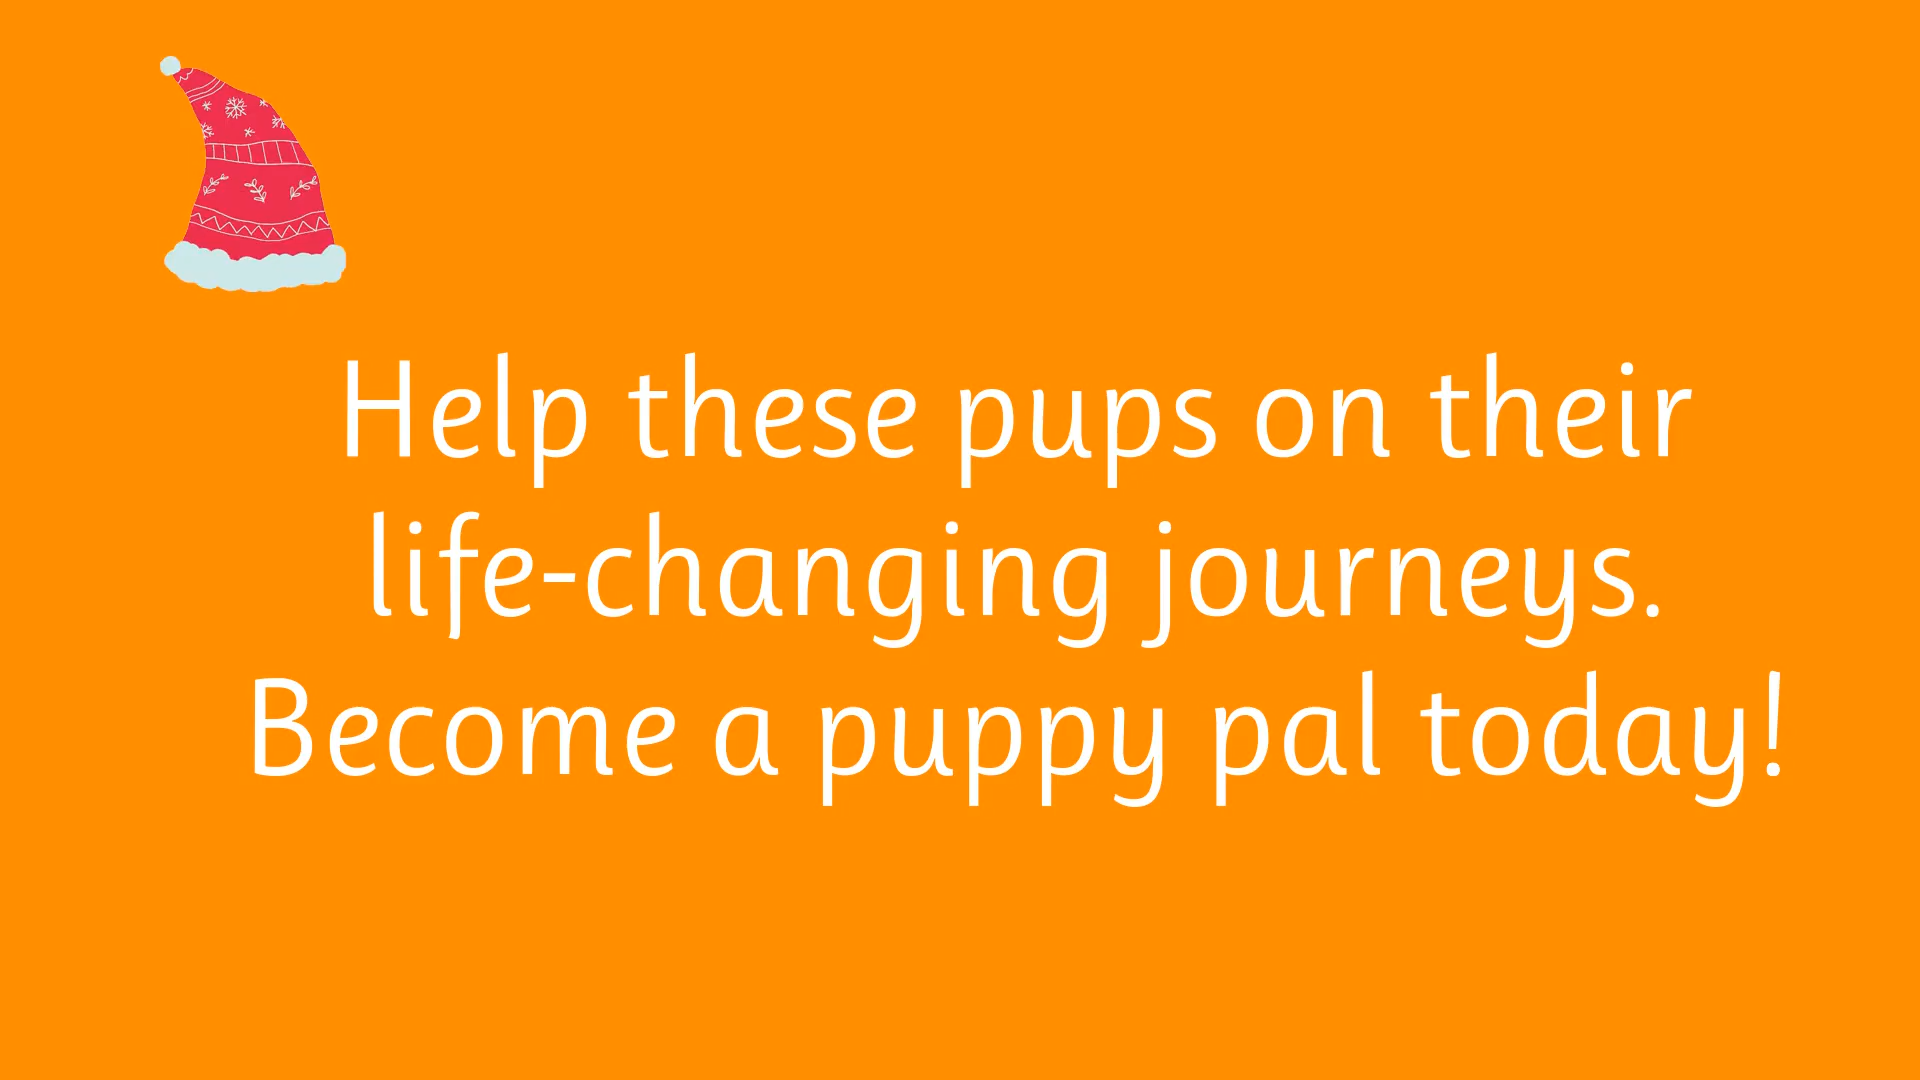 Help these pups on their
life-changing journeys.
Become a puppy pal today!